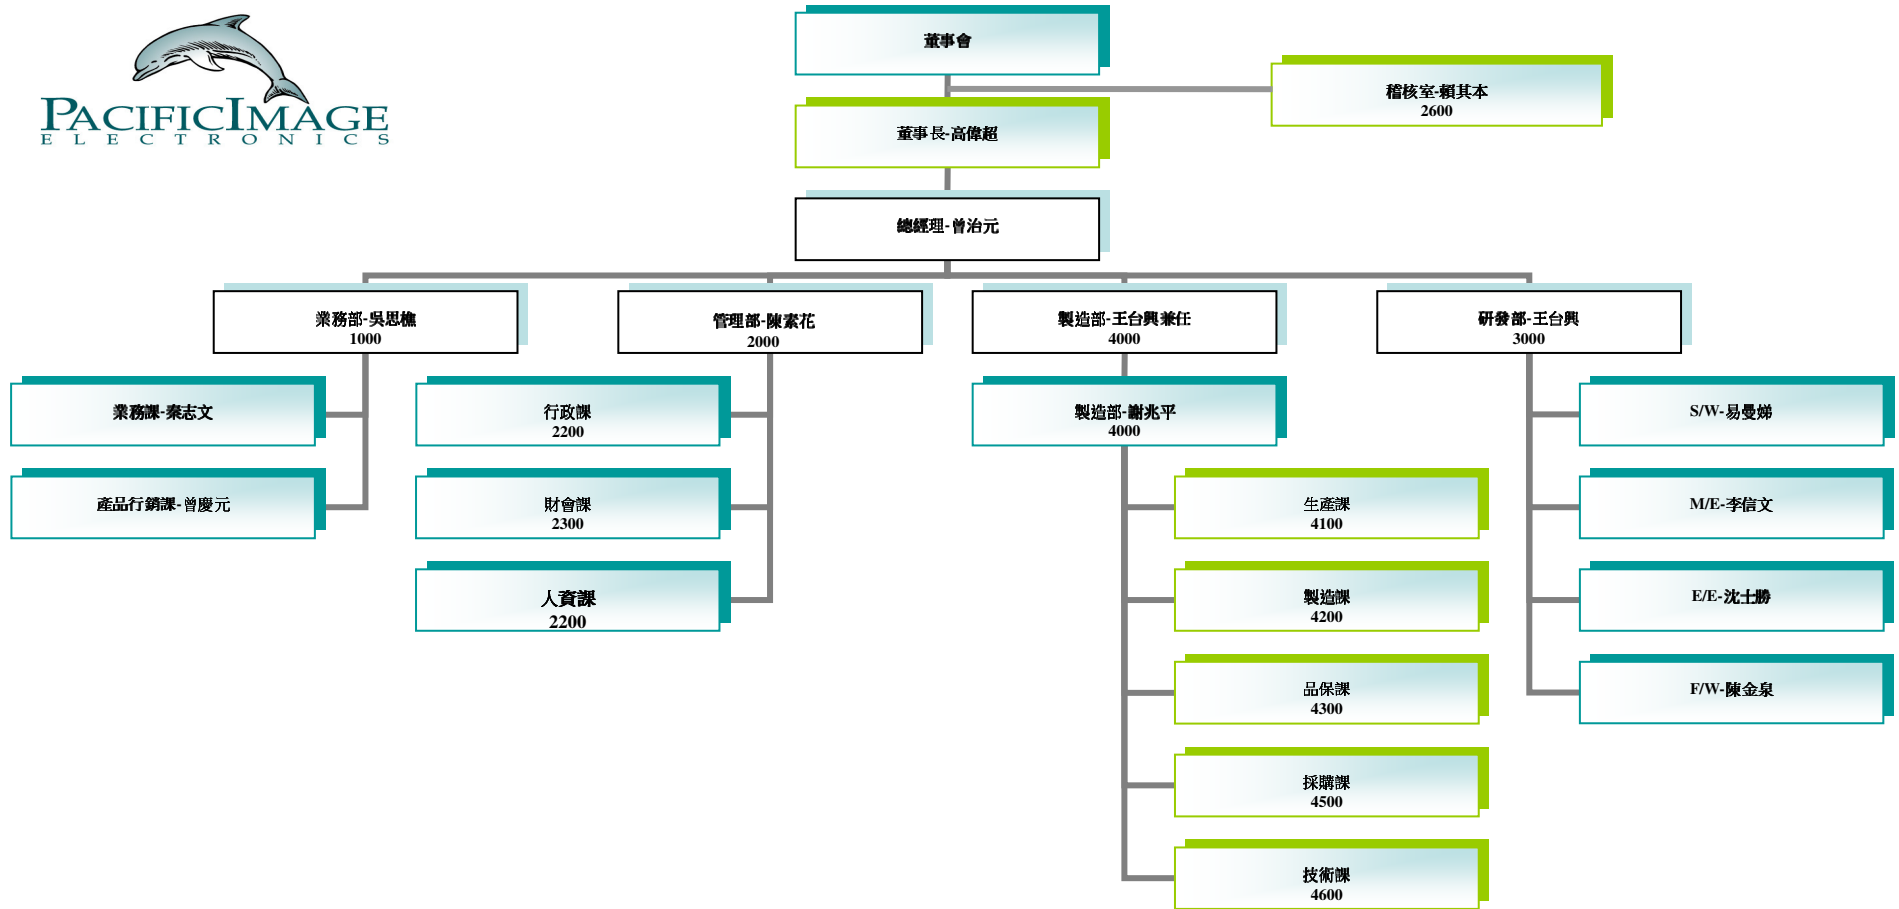 PACIFICIMAGE
ELECTRONICS
董事會
稽核室-賴其本
2600
董事長-高偉超
總經理-曾治元
業務部-吳思樵
1000
管理部-陳素花
2000
製造部-王台興兼任
4000
研發部-王台興
3000
業務課-秦志文
產品行銷課-曾慶元
行政課
2200
財會課
2300
人資課
2200
製造部-謝兆平
4000
生產課
4100
製造課
4200
品保課
4300
採購課
4500
技術課
4600
S/W-易曼娣
M/E-李信文
E/E-沈士勝
F/W-陳金泉